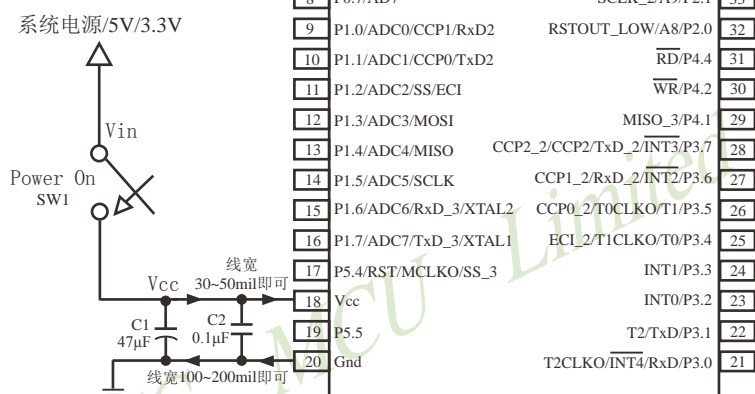 8 P0.7/AD7
SCLK_2/A9/P2.1 33
系统电源/5V/3.3V
9 P1.0/ADC0/CCP1/RxD2
RSTOUT_LOW/A8/P2.0 32
10 P1.1/ADC1/CCP0/TxD2
RD/P4.4 31
11 P1.2/ADC2/SS/ECI
WR/P4.2 30
Vin
12 P1.3/ADC3/MOSI
MISO_3/P4.1 29
13 P1.4/ADC4/MISO
CCP2_2/CCP2/TxD_2/INT3/P3.7 28
Power On
SW1
14 P1.5/ADC5/SCLK
CCP1_2/RxD_2/INT2/P3.6 27
15 P1.6/ADC6/RxD_3/XTAL2
CCP0_2/T0CLKO/T1/P3.5 26
16 P1.7/ADC7/TxD_3/XTAL1
ECI_2/T1CLKO/T0/P3.4 25
线宽
30~50mil即可
Vcc
17 P5.4/RST/MCLKO/SS_3
INT1/P3.3 24
18 Vcc
INT0/P3.2 23
C1
47μF
C2
0.1μF
19 P5.5
T2/TxD/P3.1 22
20 Gnd
T2CLKO/INT4/RxD/P3.0 21
线宽100~200mil即可
MCU Limited